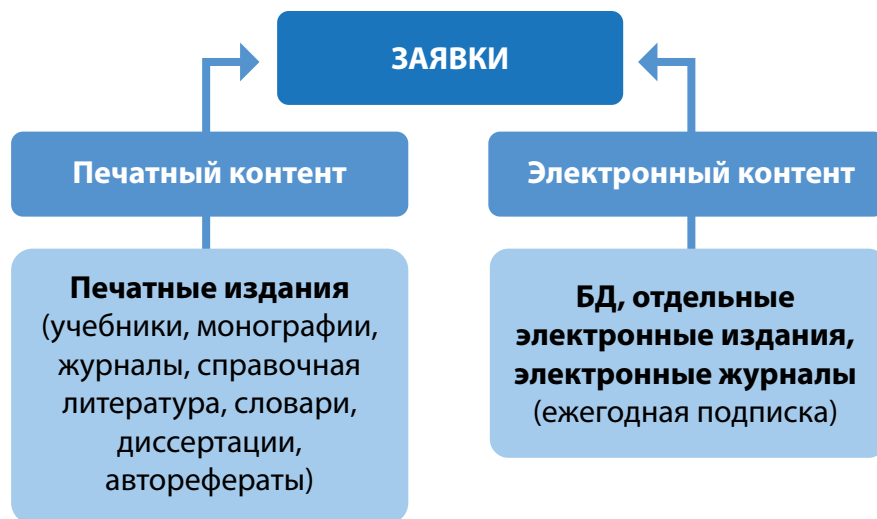 ЗАЯВКИ
Печатный контент
Электронный контент
Печатные издания
(учебники, монографии,
журналы, справочная
литература, словари,
диссертации,
авторефераты)
БД, отдельные
электронные издания,
электронные журналы
(ежегодная подписка)